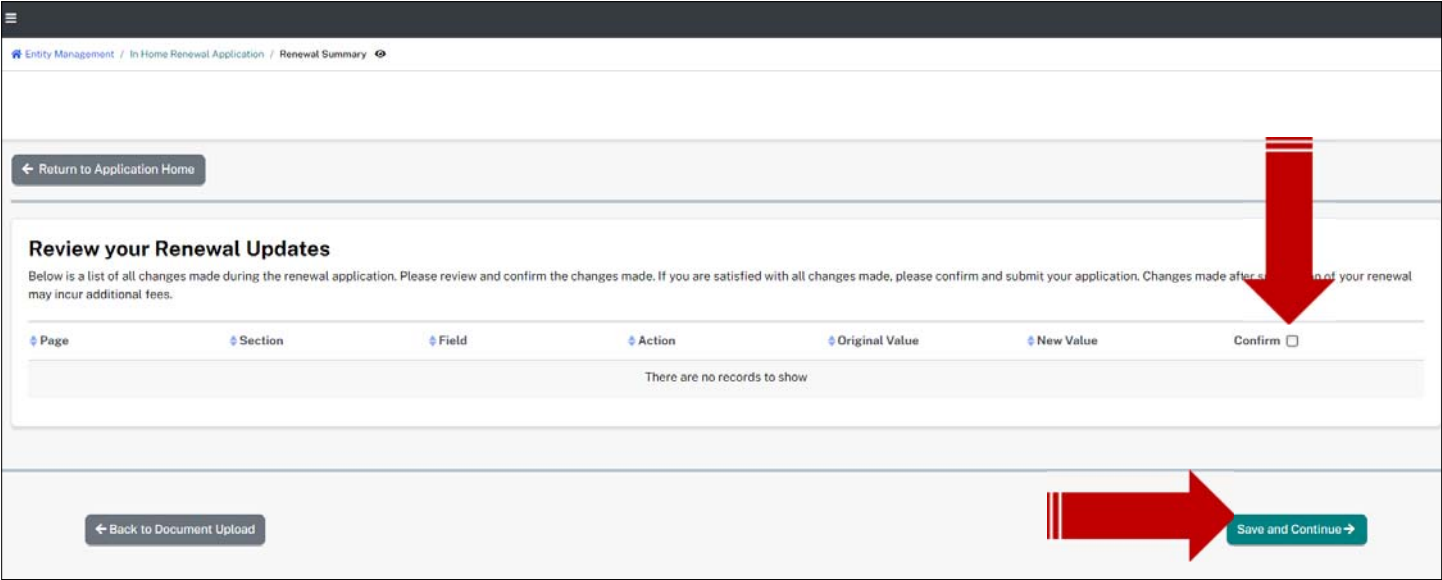 Entity Management / In Home Renewal Application / Renewal Summary
Return to Application Home
Review your Renewal Updates
Below is a list of all changes made during the renewal application. Please review and confirm the changes made. If you are satisfied with all changes made, please confirm and submit your application. Changes made after of your renewal
may incur additional fees.
Page Section Field Action Original Value New Value Confirm
There are no records to show
Back to Document Upload
Save and Continue